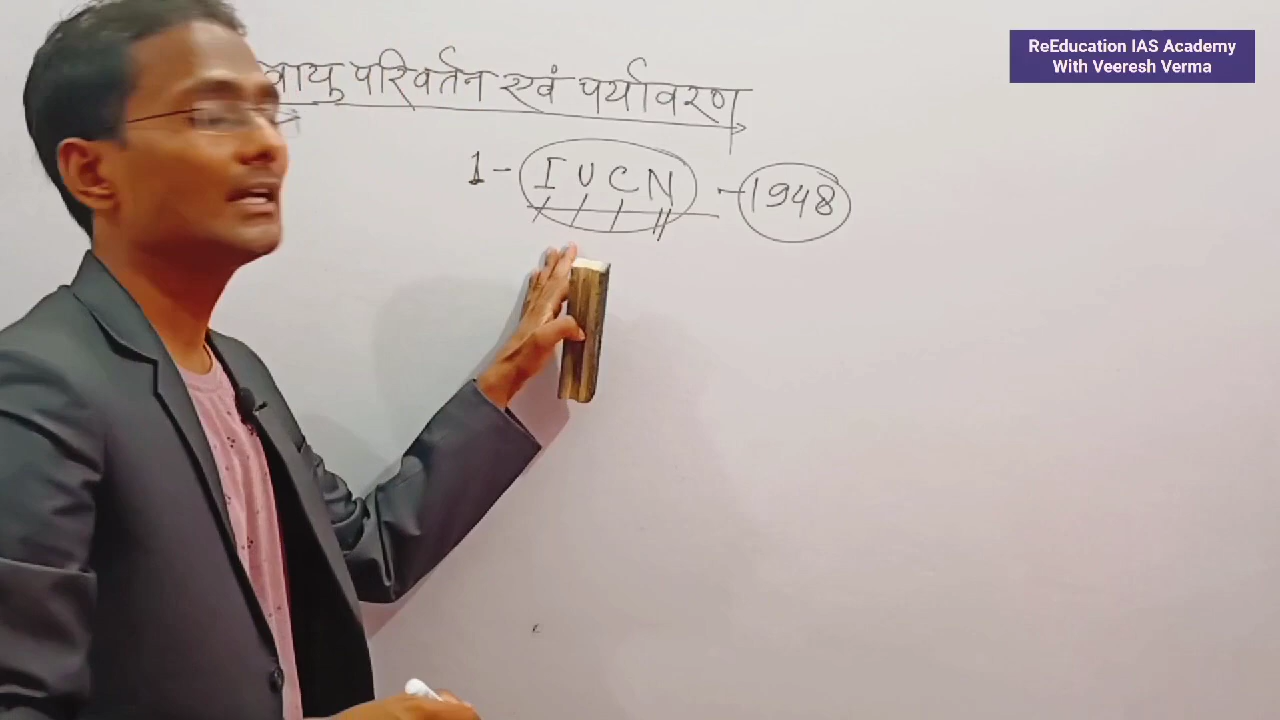 ReEducation IAS Academy
With Veeresh Verma
वायु परिवर्तन एवं पर्यावरण
1- IUCN - 1948